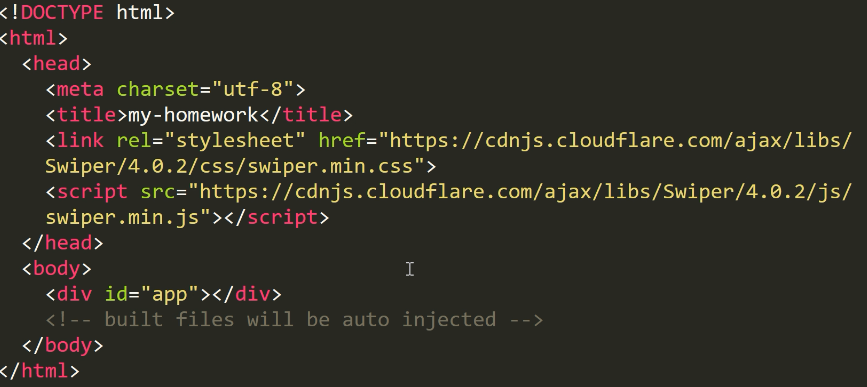 <!DOCTYPE html>
<html>
<head>
<meta charset="utf-8">
<title>my-homework</title>
<link rel="stylesheet" href="https://cdnjs.cloudflare.com/ajax/libs/
Swiper/4.0.2/css/swiper.min.css">
<script src="https://cdnjs.cloudflare.com/ajax/libs/Swiper/4.0.2/js/
swiper.min.js"></script>
</head>
<body>
<div id="app"></div>
<!-- built files will be auto injected -->
</body>
</html>